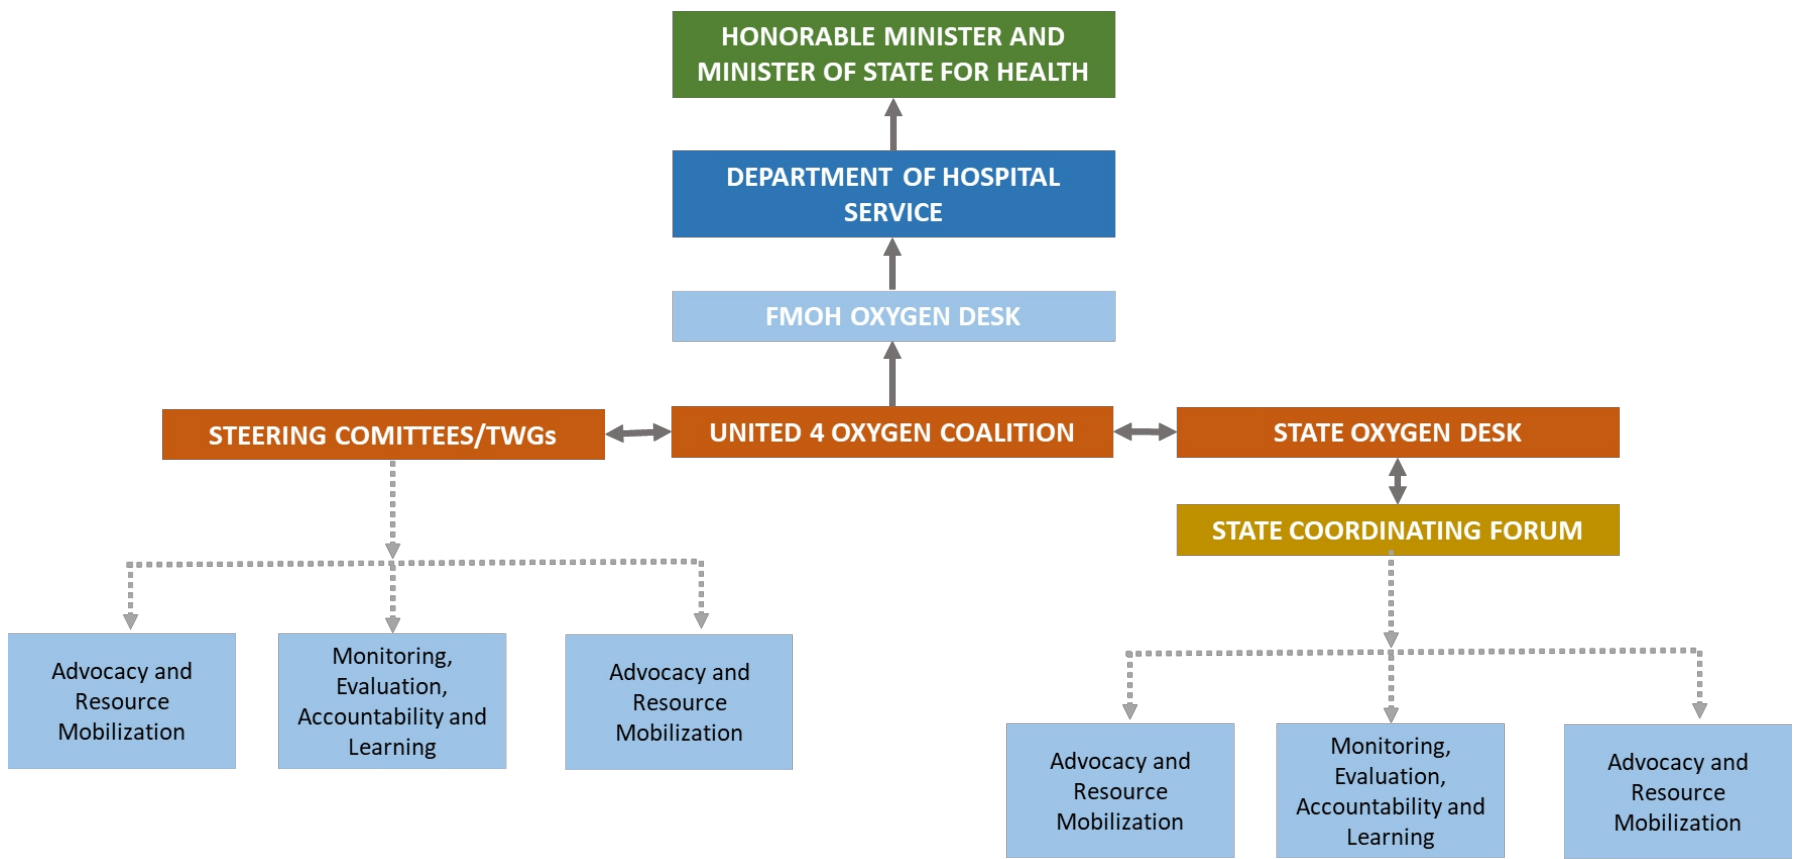 HONORABLE MINISTER AND
MINISTER OF STATE FOR HEALTH
DEPARTMENT OF HOSPITAL
SERVICE
FMOH OXYGEN DESK
STEERING COMITTEES/TWGs
UNITED 4 OXYGEN COALITION
STATE OXYGEN DESK
STATE COORDINATING FORUM
Advocacy and
Resource
Mobilization
Monitoring,
Evaluation,
Accountability and
Learning
Advocacy and
Resource
Mobilization
Advocacy and
Resource
Mobilization
Monitoring,
Evaluation,
Accountability and
Learning
Advocacy and
Resource
Mobilization